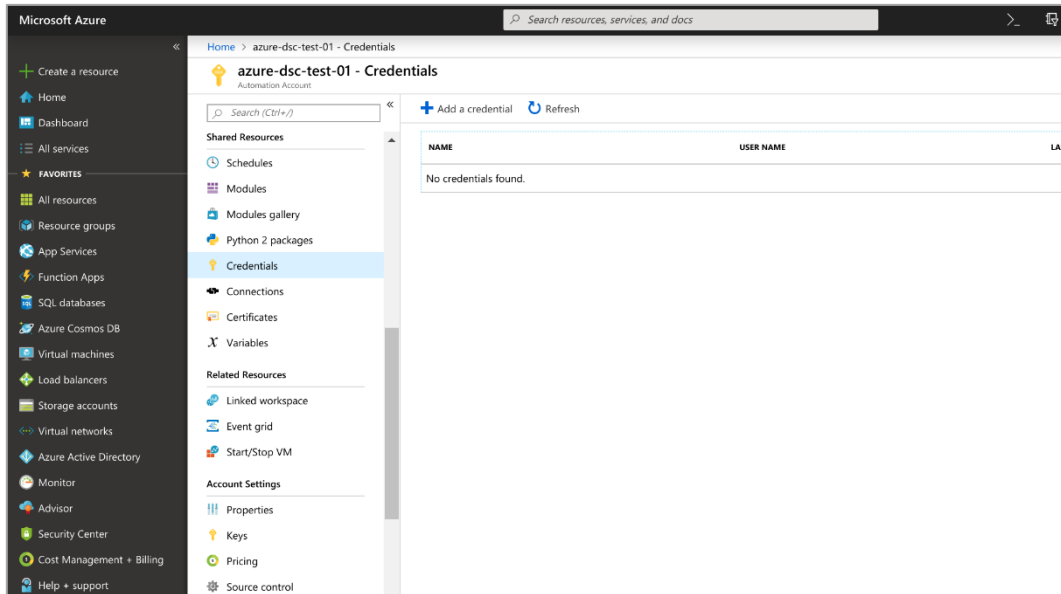 Microsoft Azure
Search resources, services, and docs
Home > azure-dsc-test-01 - Credentials
azure-dsc-test-01 - Credentials
Automation Account
Create a resource
Home
Dashboard
All services
FAVORITES
All resources
Resource groups
App Services
Function Apps
SQL databases
Azure Cosmos DB
Virtual machines
Load balancers
Storage accounts
Virtual networks
Azure Active Directory
Monitor
Advisor
Security Center
Cost Management + Billing
Help + support
Search (Ctrl+/)
Shared Resources
Schedules
Modules
Modules gallery
Python 2 packages
Credentials
Connections
Certificates
Variables
Related Resources
Linked workspace
Event grid
Start/Stop VM
Account Settings
Properties
Keys
Pricing
Source control
Add a credential Refresh
NAME USER NAME LA
No credentials found.